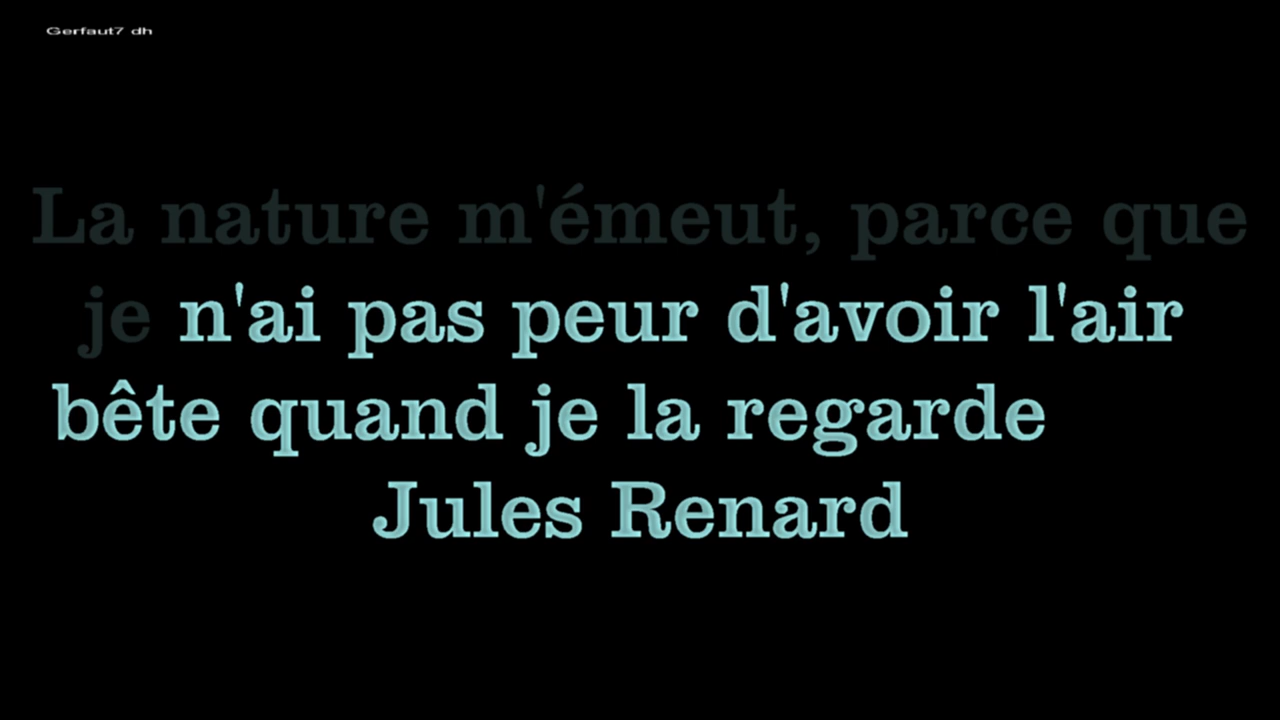 Gerfaut7 dh
La nature m'émeut, parce que
je n'ai pas peur d'avoir l'air
bête quand je la regarde
Jules Renard